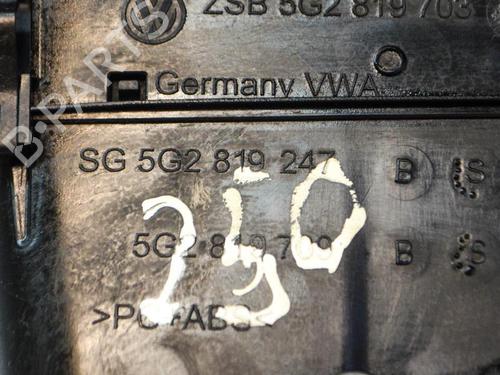 ZSB 5G2 819 703
Germany VWA
SG 5G2 819 247 B S
250
5G2 819 709 B S
>PC+ABS<
B-PARTS